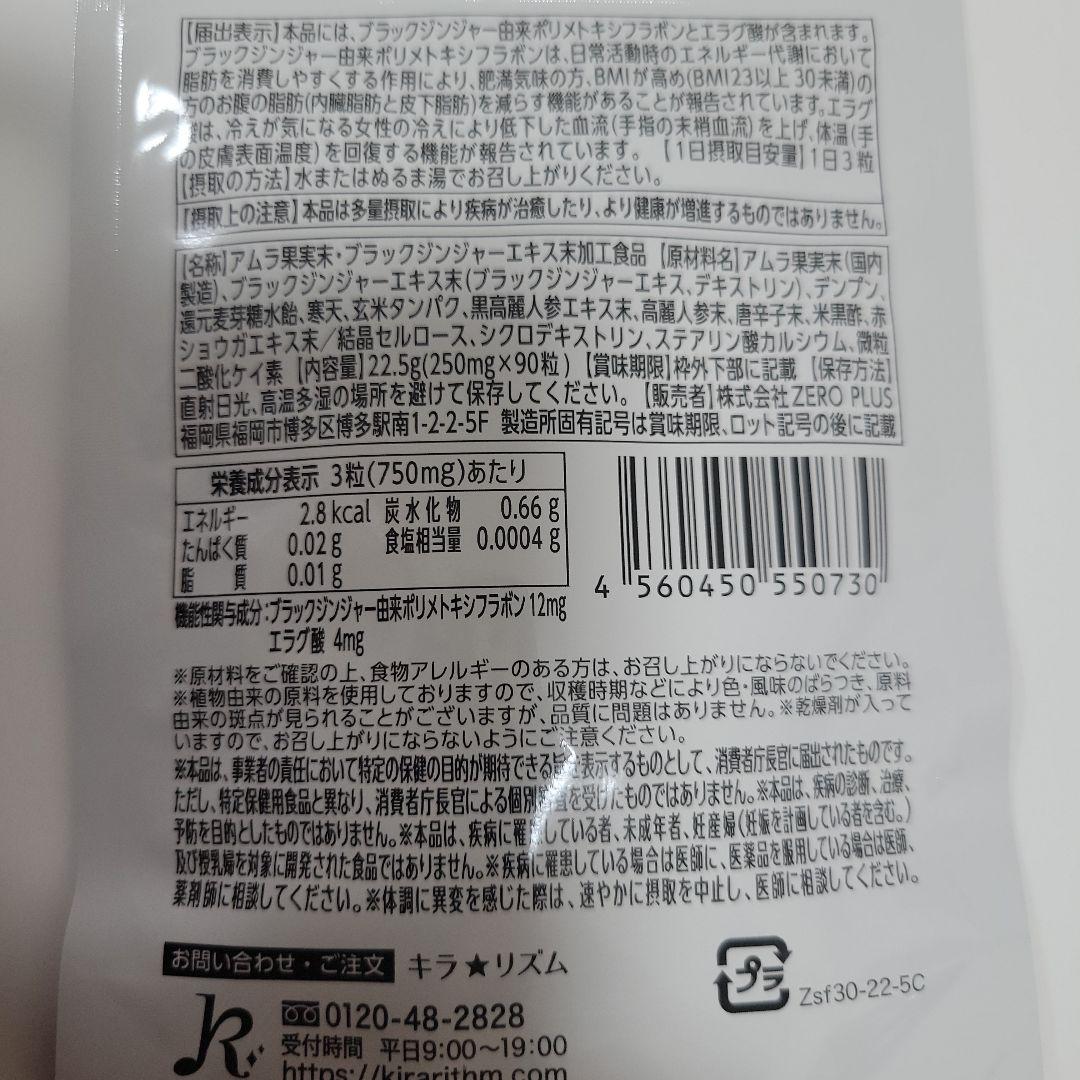 【届出表示】本品には、ブラックジンジャー由来ポリメトキシフラボンとエラグ酸が含まれます。
ブラックジンジャー由来ポリメトキシフラボンは、日常活動時のエネルギー代謝において
脂肪を消費しやすくする作用により、肥満気味の方、BMIが高め(BMI23以上 30未満)の
方のお腹の脂肪(内臓脂肪と皮下脂肪)を減らす機能があることが報告されています。エラグ
酸は、冷えが気になる女性の冷えにより低下した血流(手指の末梢血流)を上げ、体温(手
の皮膚表面温度)を回復する機能が報告されています。 【1日摂取目安量】1日3粒
【摂取の方法】水またはぬるま湯でお召し上がりください。
【摂取上の注意】本品は多量摂取により疾病が治癒したり、より健康が増進するものではありません。
【名称】アムラ果実末・ブラックジンジャーエキス末加工食品 【原材料名】アムラ果実末(国内
製造)、ブラックジンジャーエキス末(ブラックジンジャーエキス、デキストリン)、デンプン、
還元麦芽糖水飴、寒天、玄米タンパク、黒高麗人参エキス末、高麗人参末、唐辛子末、米黒酢、赤
ショウガエキス末／結晶セルロース、シクロデキストリン、ステアリン酸カルシウム、微粒
二酸化ケイ素 【内容量】22.5g(250mg×90粒) 【賞味期限】枠外下部に記載 【保存方法】
直射日光、高温多湿の場所を避けて保存してください。 【販売者】株式会社ZERO PLUS
福岡県福岡市博多区博多駅南1-2-2-5F 製造所固有記号は賞味期限、ロット記号の後に記載
栄養成分表示 3粒(750mg)あたり
エネルギー 2.8 kcal 炭水化物 0.66 g
たんぱく質 0.02 g 食塩相当量 0.0004 g
脂質 0.01 g
4 560450 550730
機能性関与成分:ブラックジンジャー由来ポリメトキシフラボン 12mg
エラグ酸 4mg
※原材料をご確認の上、食物アレルギーのある方は、お召し上がりにならないでください。
※植物由来の原料を使用しておりますので、収穫時期などにより色・風味のばらつき、原料
由来の斑点が見られることがございますが、品質に問題はありません。※乾燥剤が入って
いますので、お召し上がりにならないようにご注意ください。
※本品は、事業者の責任において特定の保健の目的が期待できる旨を表示するものとして、消費者庁長官に届出されたものです。
ただし、特定保健用食品と異なり、消費者庁長官による個別審査を受けたものではありません。※本品は、疾病の診断、治療、
予防を目的としたものではありません。※本品は、疾病に罹患している者、未成年者、妊産婦(妊娠を計画している者を含む。)
及び授乳婦を対象に開発された食品ではありません。※疾病に罹患している場合は医師に、医薬品を服用している場合は医師、
薬剤師に相談してください。※体調に異変を感じた際は、速やかに摂取を中止し、医師に相談してください。
お問い合わせ・ご注文 キラ★リズム
プラ
Zsf30-22-5C
0120-48-2828
受付時間 平日9:00〜19:00
https://kirarithm.com